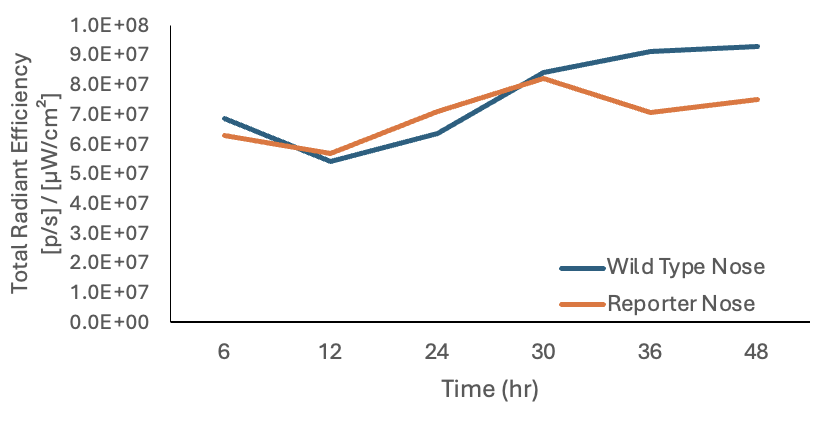 Total Radiant Efficiency
[p/s] / [µW/cm²]
1.0E+08
9.0E+07
8.0E+07
7.0E+07
6.0E+07
5.0E+07
4.0E+07
3.0E+07
2.0E+07
1.0E+07
0.0E+00
Wild Type Nose
Reporter Nose
6 12 24 30 36 48
Time (hr)